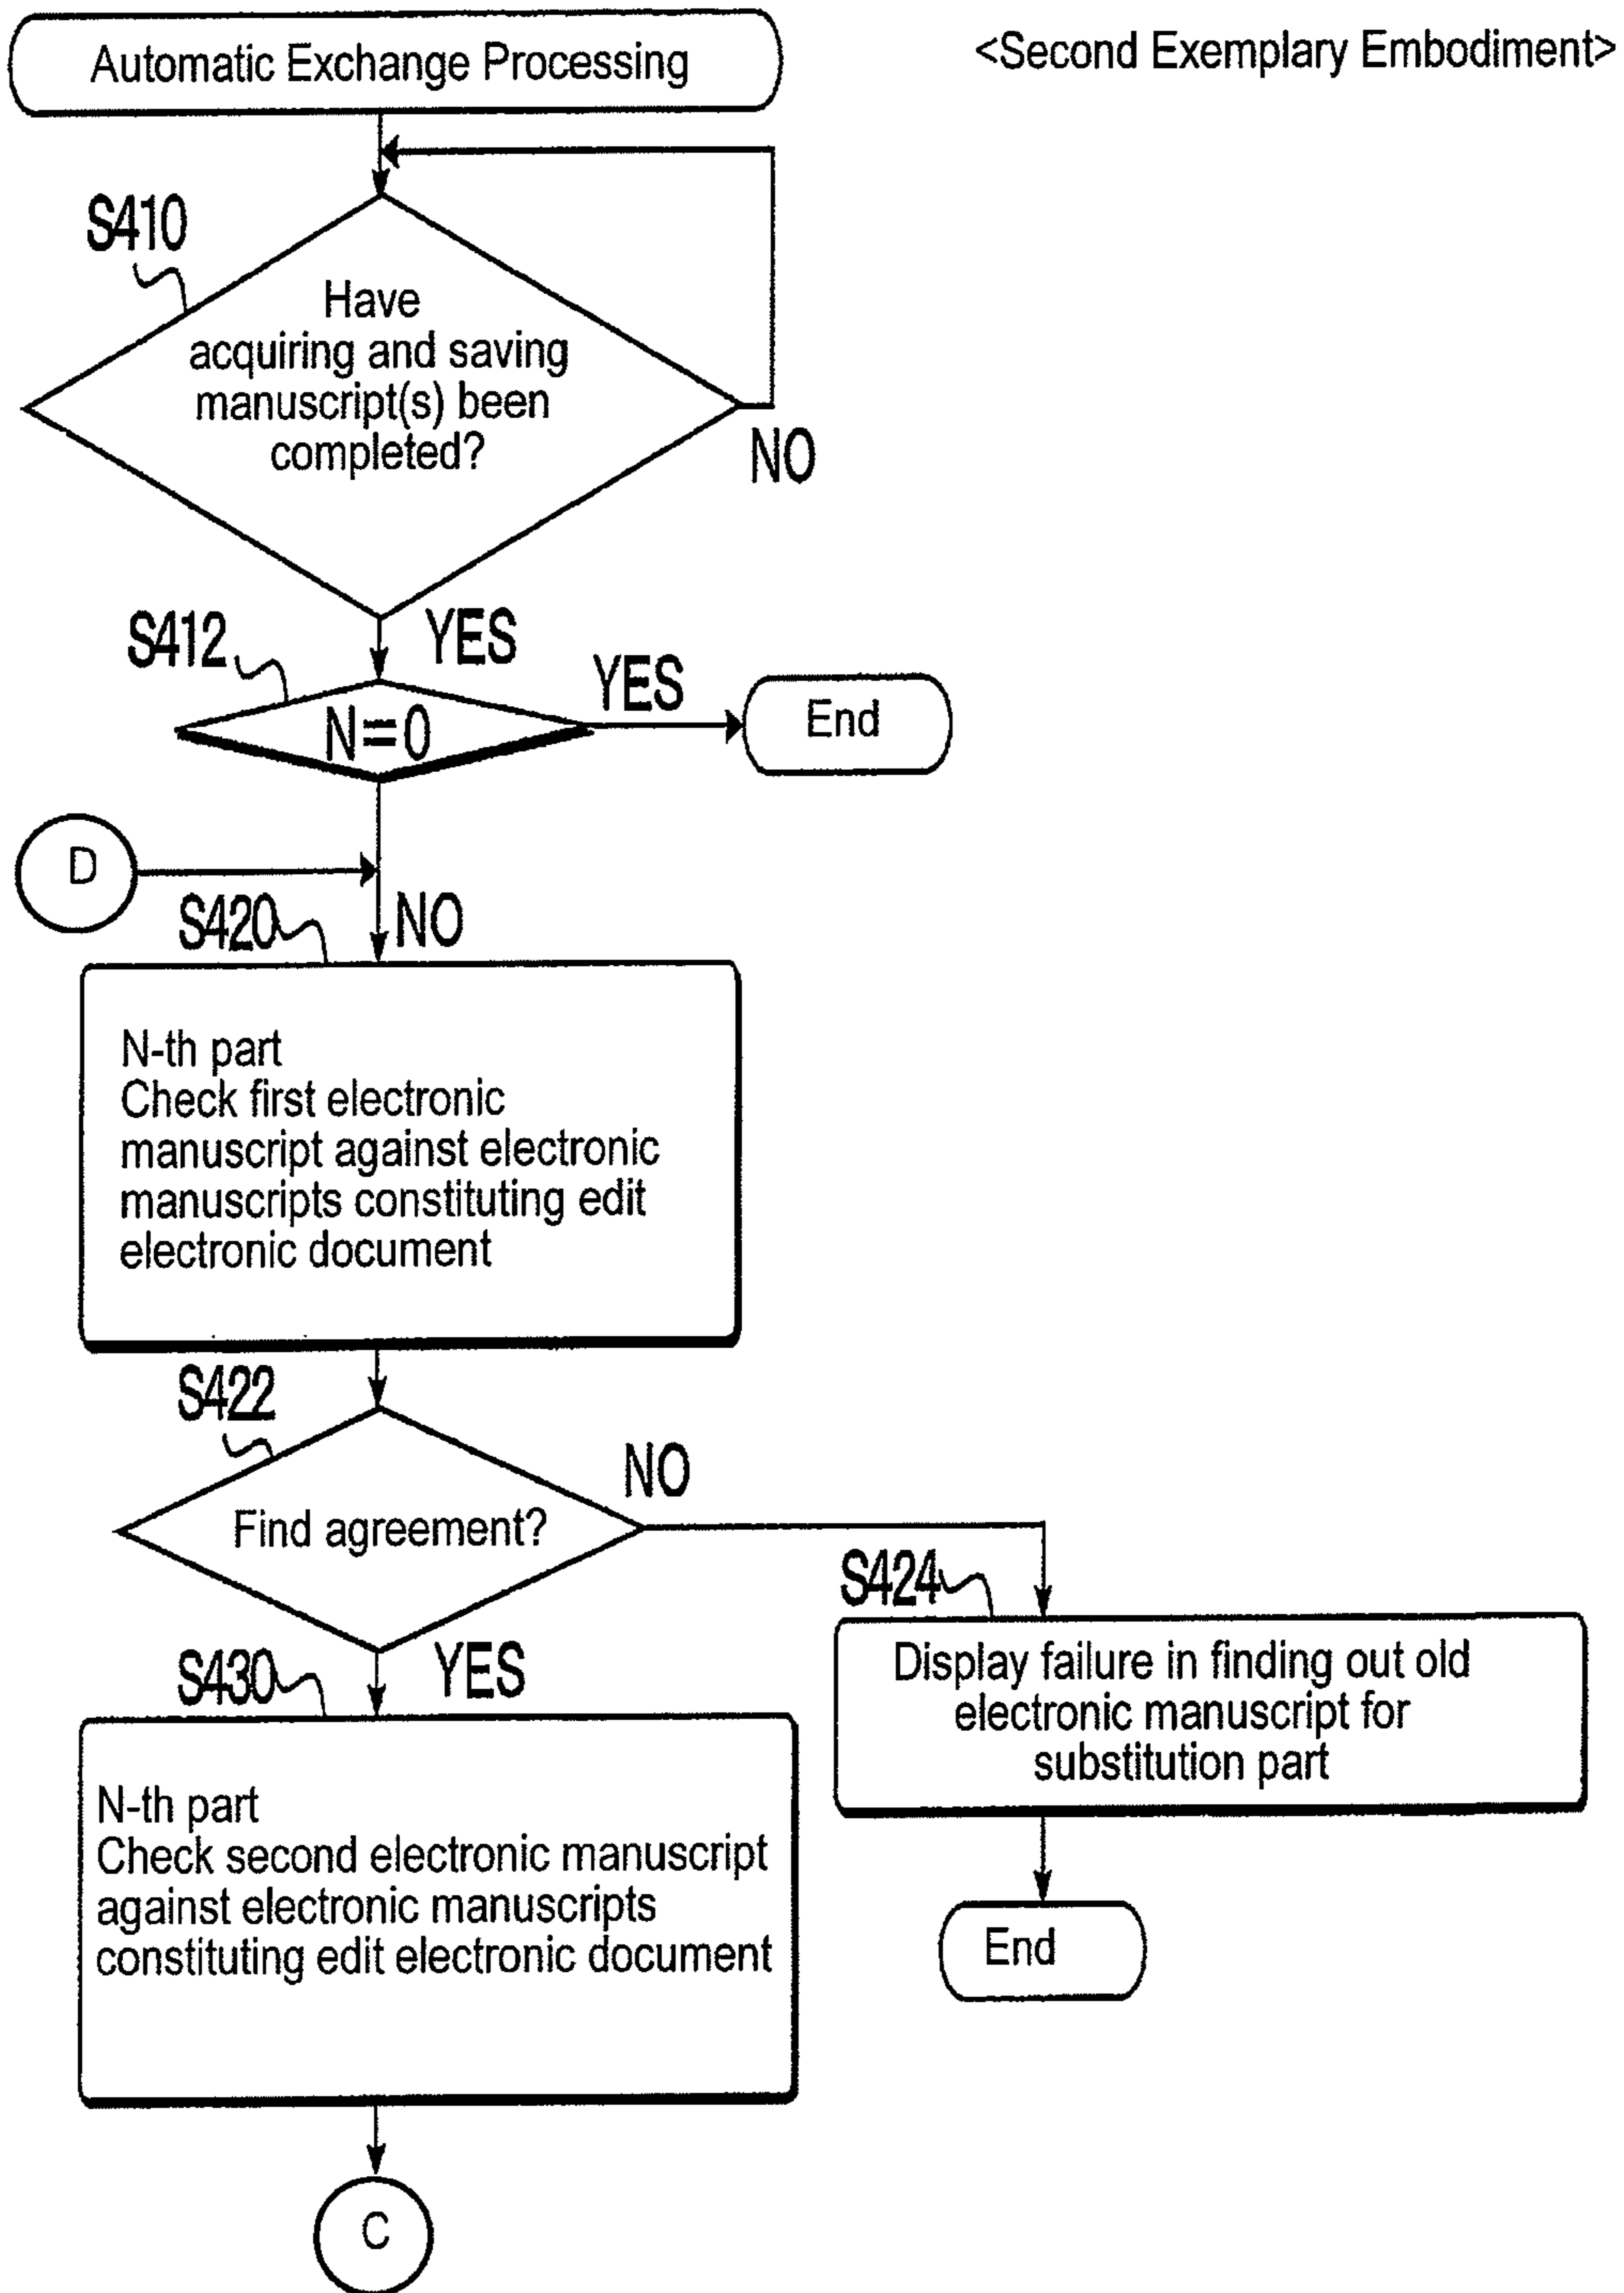 Automatic Exchange Processing
<Second Exemplary Embodiment>
S410
Have
acquiring and saving
manuscript(s) been
completed?
NO
YES
S412
N=0
YES
End
D
NO
S420
N-th part
Check first electronic
manuscript against electronic
manuscripts constituting edit
electronic document
S422
Find agreement?
NO
S424
Display failure in finding out old
electronic manuscript for
substitution part
End
YES
S430
N-th part
Check second electronic manuscript
against electronic manuscripts
constituting edit electronic document
C